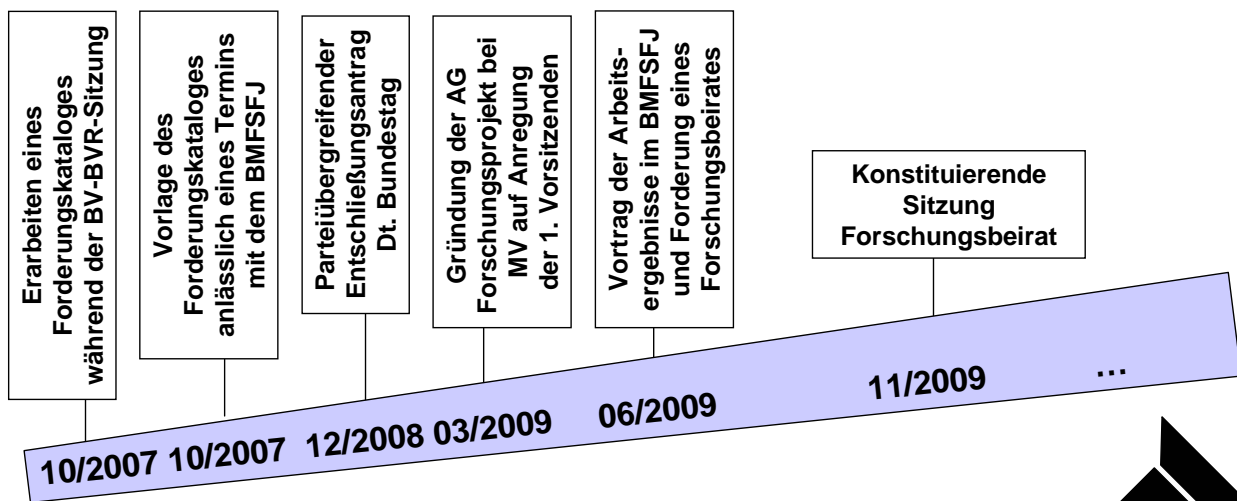 Erarbeiten eines
Forderungskataloges
während der BV-BVR-Sitzung
Vorlage des
Forderungskataloges
anlässlich eines Termins
mit dem BMFSFJ
Parteiübergreifender
Entschließungsantrag
Dt. Bundestag
Gründung der AG
Forschungsprojekt bei
MV auf Anregung
der 1. Vorsitzenden
Vortrag der Arbeits-
ergebnisse im BMFSFJ
und Forderung eines
Forschungsbeirates
Konstituierende
Sitzung
Forschungsbeirat
10/2007 10/2007 12/2008 03/2009 06/2009 11/2009 ...